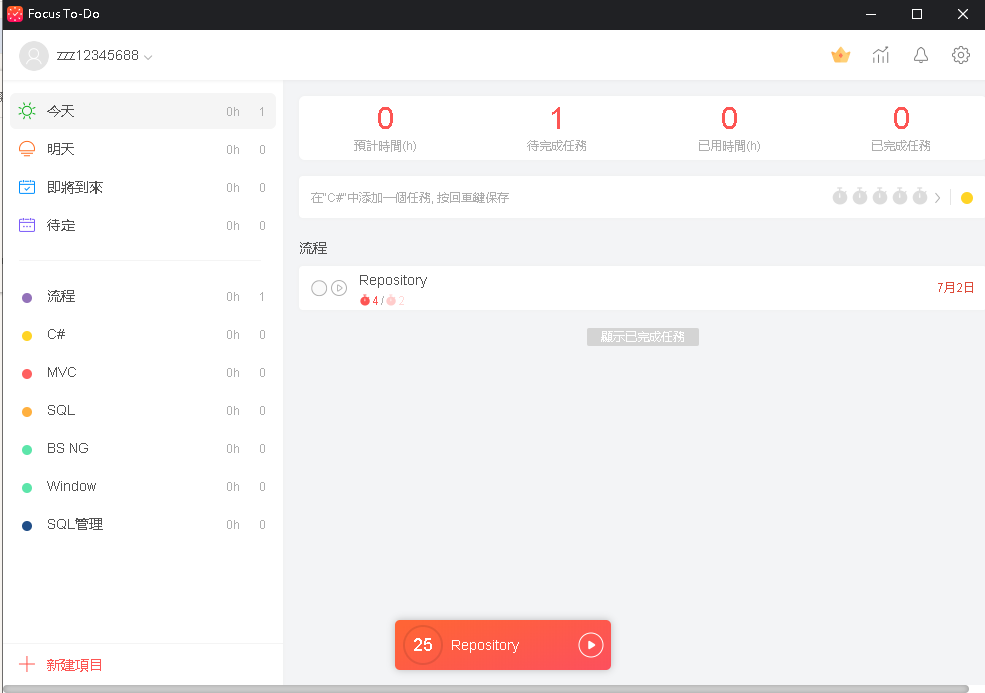 Focus To-Do
zzz12345688
今天 0h 1
明天 0h 0
即將到來 0h 0
待定 0h 0
流程 0h 1
C# 0h 0
MVC 0h 0
SQL 0h 0
BS NG 0h 0
Window 0h 0
SQL管理 0h 0
新建項目
0 1 0 0
預計時間(h) 待完成任務 已用時間(h) 已完成任務
在"C#"中添加一個任務, 按回車鍵保存
流程
Repository
4 / 2
7月2日
顯示已完成任務
25 Repository